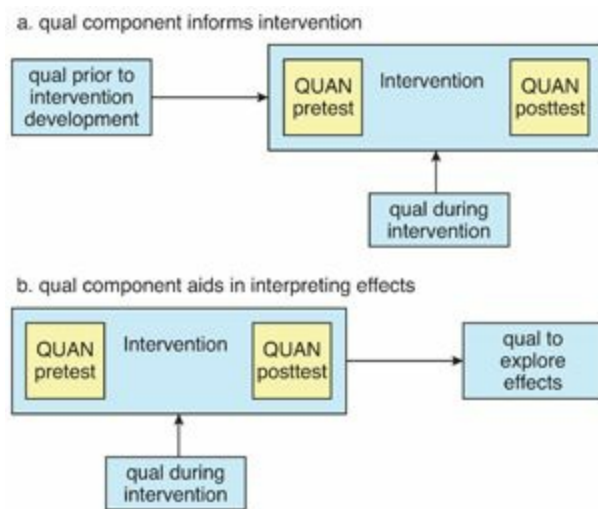 a. qual component informs intervention
qual prior to
intervention
development
QUAN
pretest
Intervention
QUAN
posttest
qual during
intervention
b. qual component aids in interpreting effects
QUAN
pretest
Intervention
QUAN
posttest
qual to
explore
effects
qual during
intervention